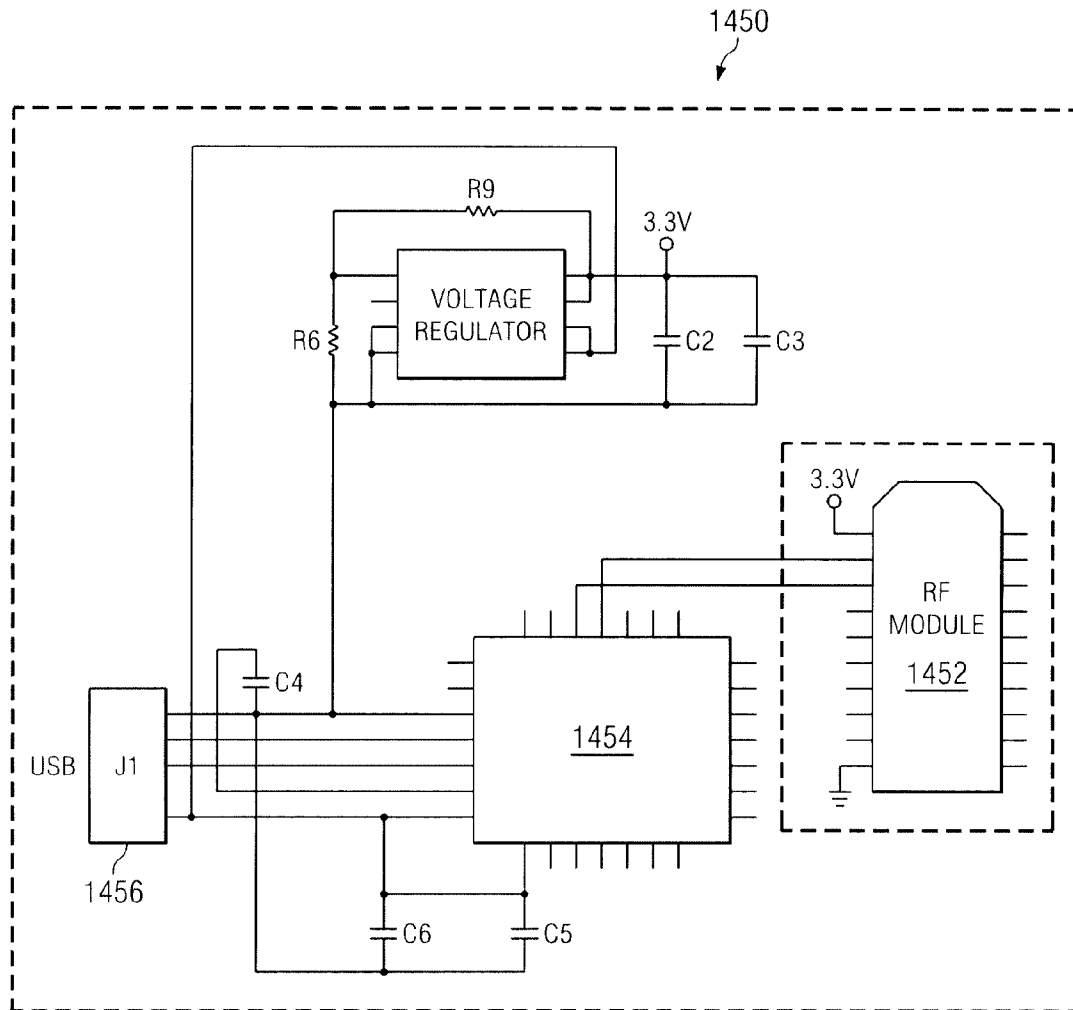 1450
R9
3.3V
VOLTAGE
REGULATOR
R6
C2
C3
3.3V
RF
MODULE
1452
C4
1454
USB
J1
1456
C6
C5